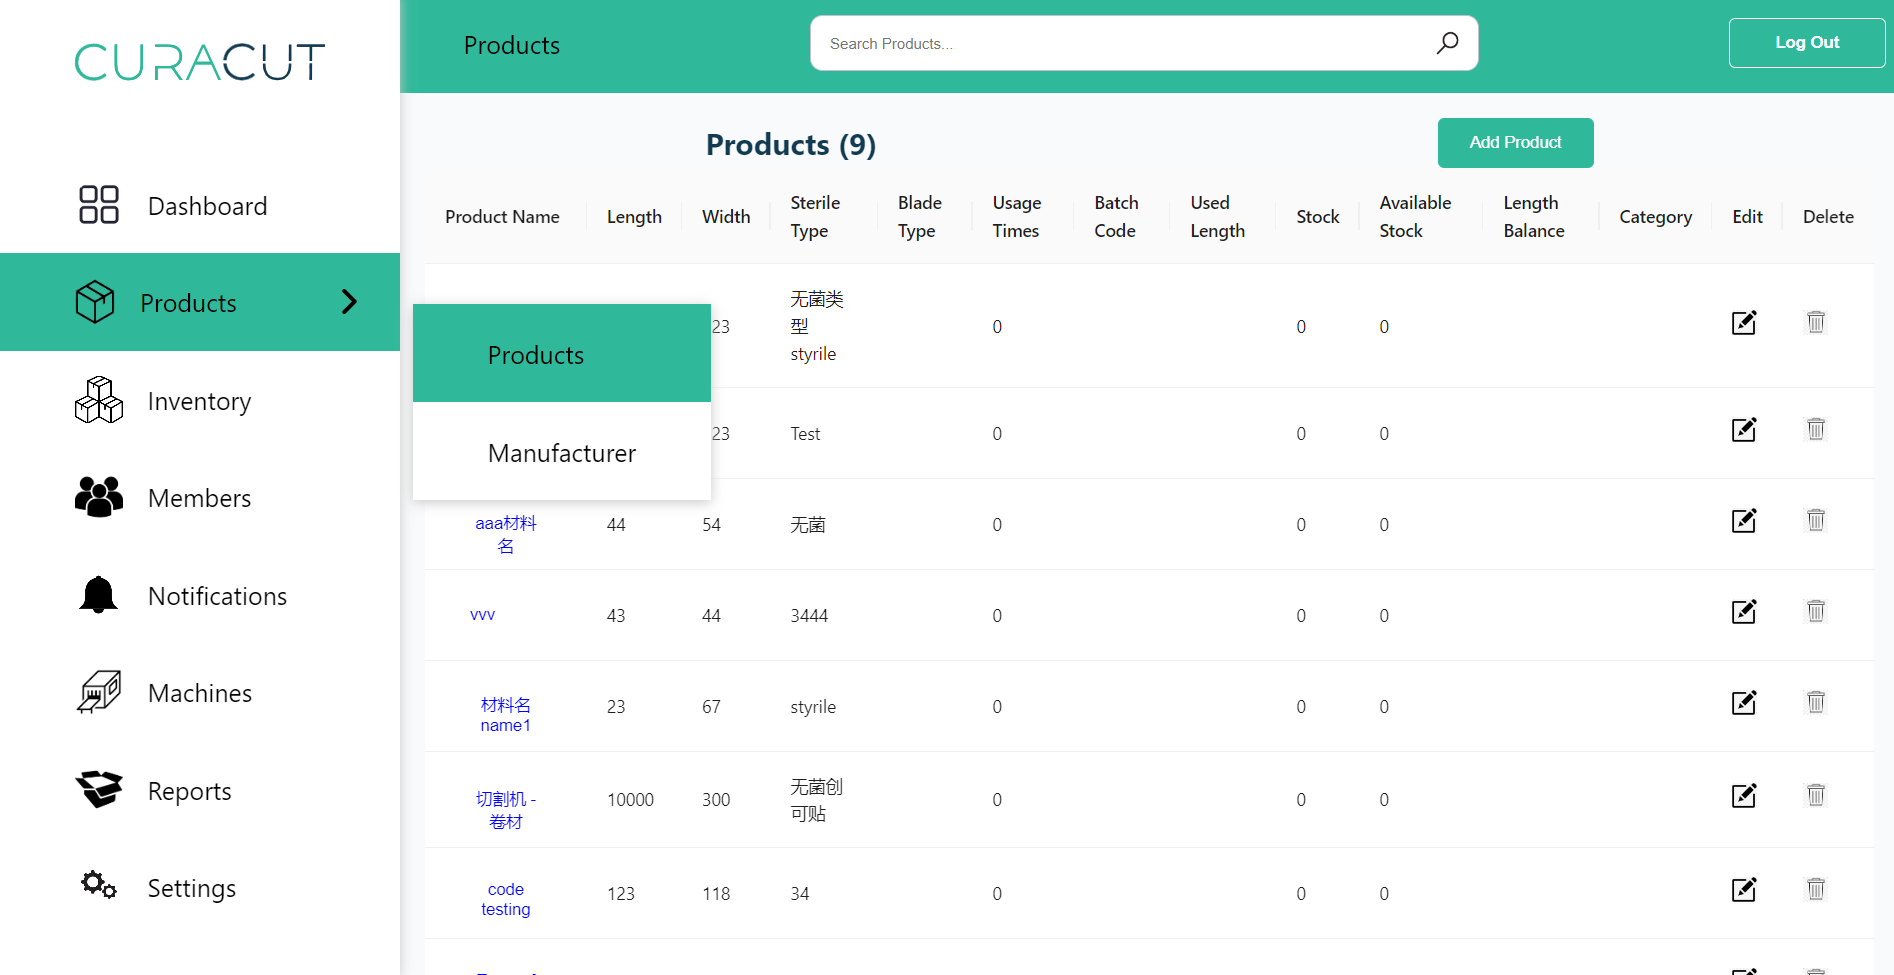 CURACUT
Products
Search Products...
Log Out
Dashboard
Products
Inventory
Members
Notifications
Machines
Reports
Settings
Products
Manufacturer
Products (9)
Add Product
Product Name Length Width Sterile Type Blade Type Usage Times Batch Code Used Length Stock Available Stock Length Balance Category Edit Delete
23 无菌类
型
styrile 0 0 0
23 Test 0 0 0
aaa材料
名 44 54 无菌 0 0 0
vvv 43 44 3444 0 0 0
材料名
name1 23 67 styrile 0 0 0
切割机 -
卷材 10000 300 无菌创
可贴 0 0 0
code
testing 123 118 34 0 0 0